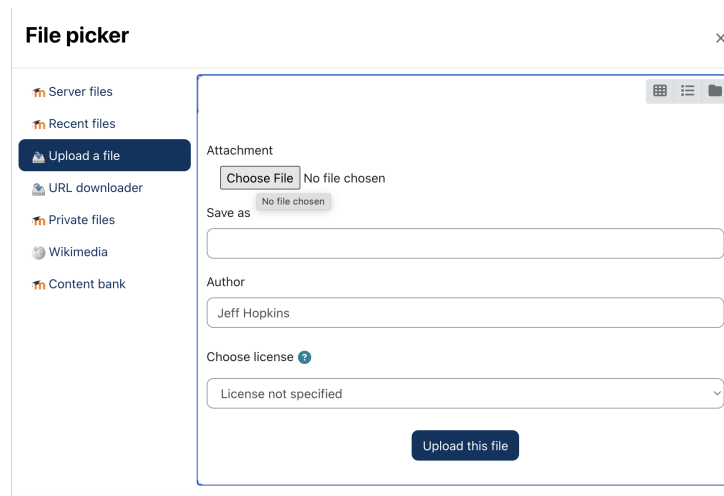 File picker
Server files
Recent files
Upload a file
URL downloader
Private files
Wikimedia
Content bank
Attachment
Choose File No file chosen
No file chosen
Save as
Author
Jeff Hopkins
Choose license ?
License not specified
Upload this file